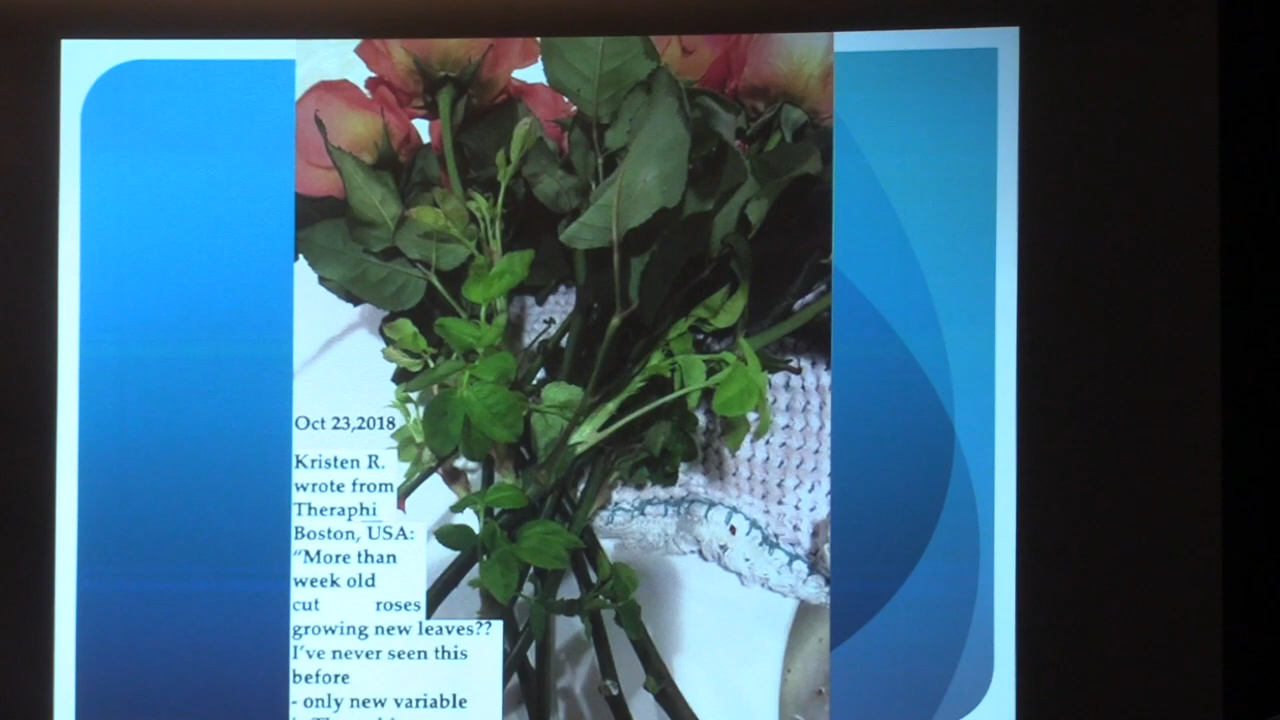 Oct 23,2018
Kristen R.
wrote from
Theraphi
Boston, USA:
“More than
week old
cut roses
growing new leaves??
I've never seen this
before
- only new variable